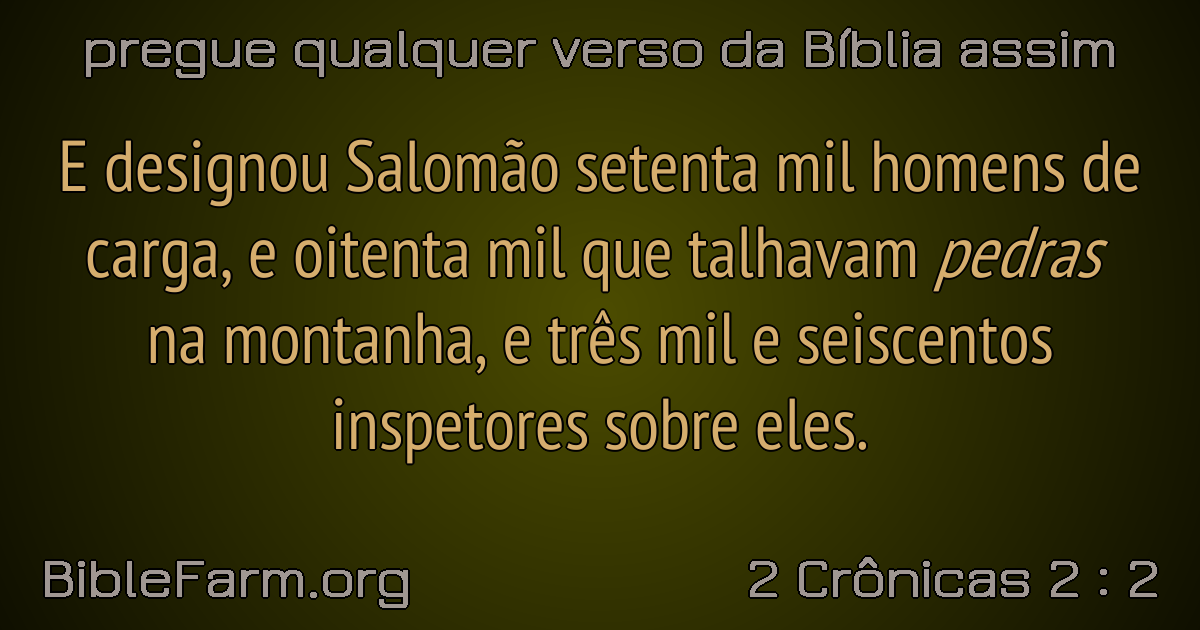 pregue qualquer verso da Bíblia assim
E designou Salomão setenta mil homens de
carga, e oitenta mil que talhavam pedras
na montanha, e três mil e seiscentos
inspetores sobre eles.
BibleFarm.org
2 Crônicas 2 : 2